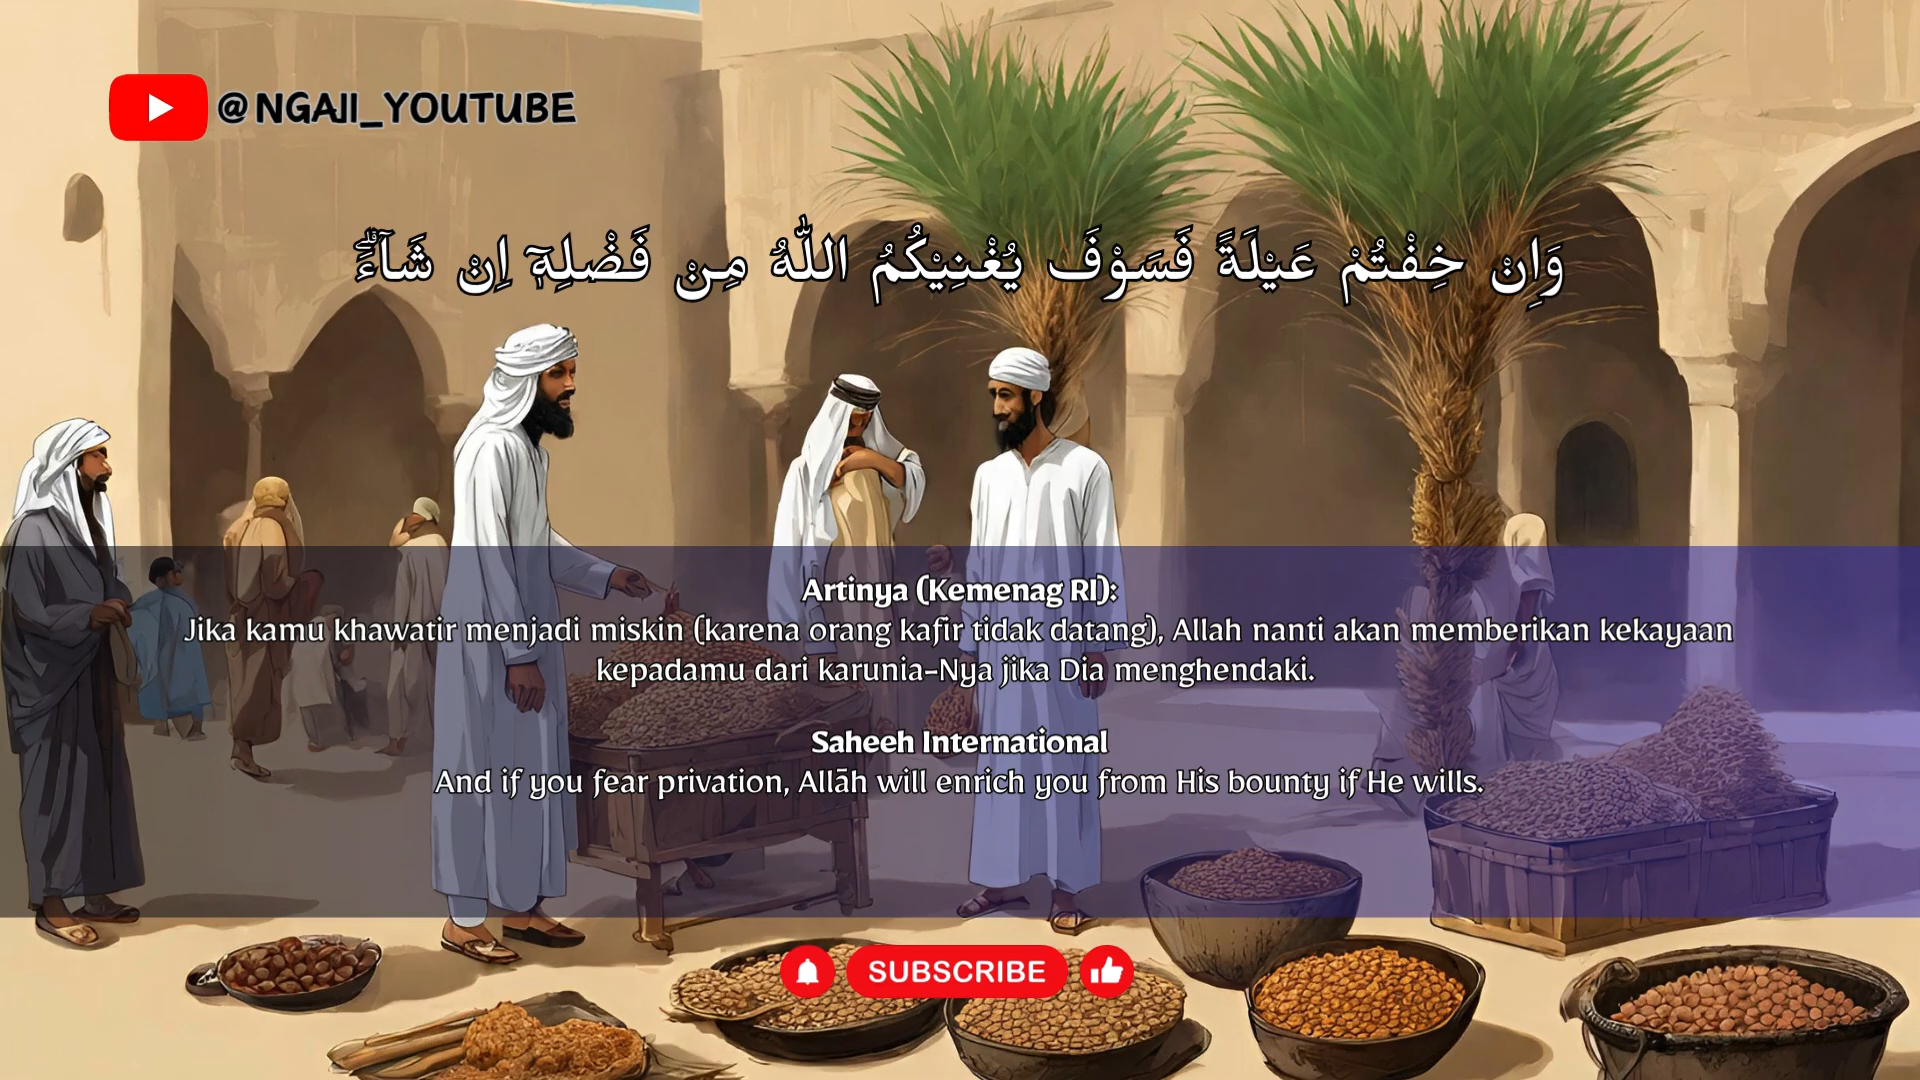 @NGAJI_YOUTUBE
وَاِنْ خِفْتُمْ عَيْلَةً فَسَوْفَ يُغْنِيْكُمُ اللّٰهُ مِنْ فَضْلِهٖٓ اِنْ شَاۤءَۗ
Artinya (Kemenag RI):
Jika kamu khawatir menjadi miskin (karena orang kafir tidak datang), Allah nanti akan memberikan kekayaan
kepadamu dari karunia-Nya jika Dia menghendaki.
Saheeh International
And if you fear privation, Allāh will enrich you from His bounty if He wills.
SUBSCRIBE